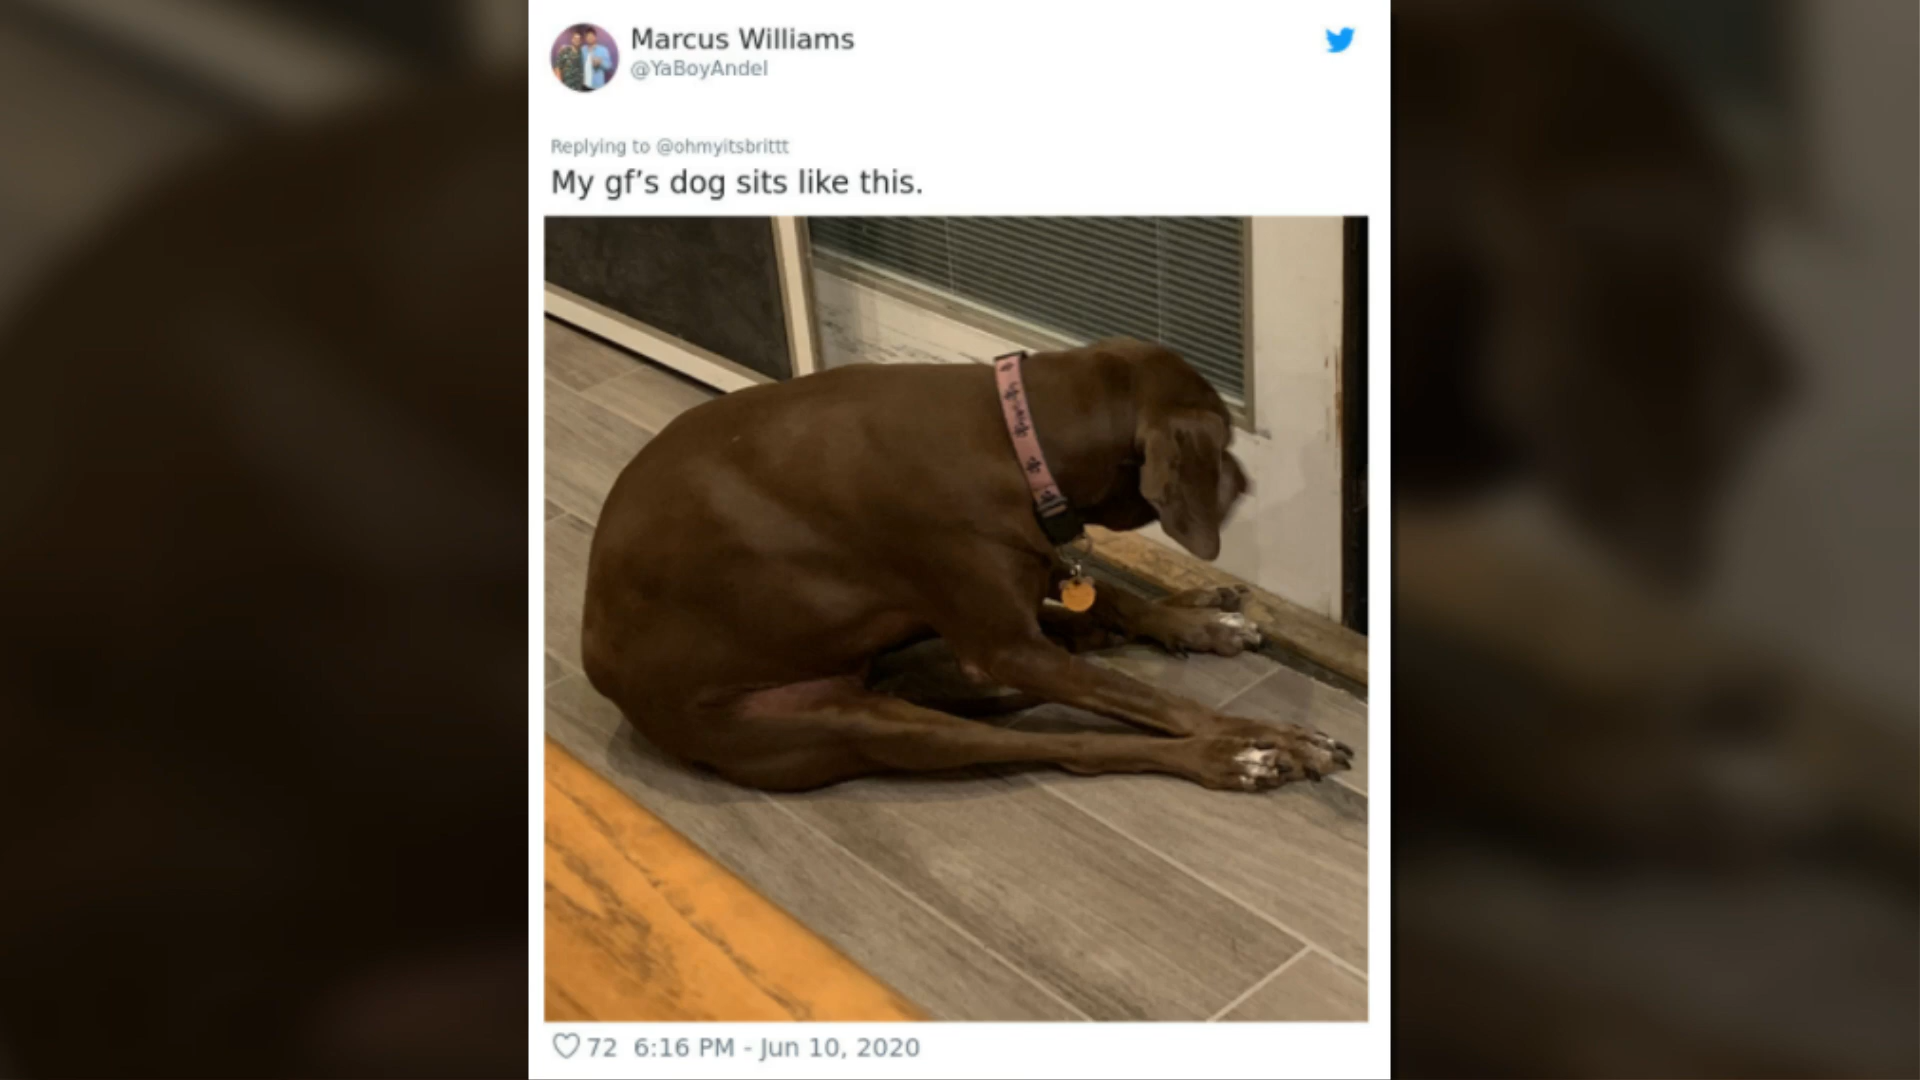 Marcus Williams
@YaBoyAndel
Replying to @ohmyitsbrittt
My gf’s dog sits like this.
72 6:16 PM - Jun 10, 2020